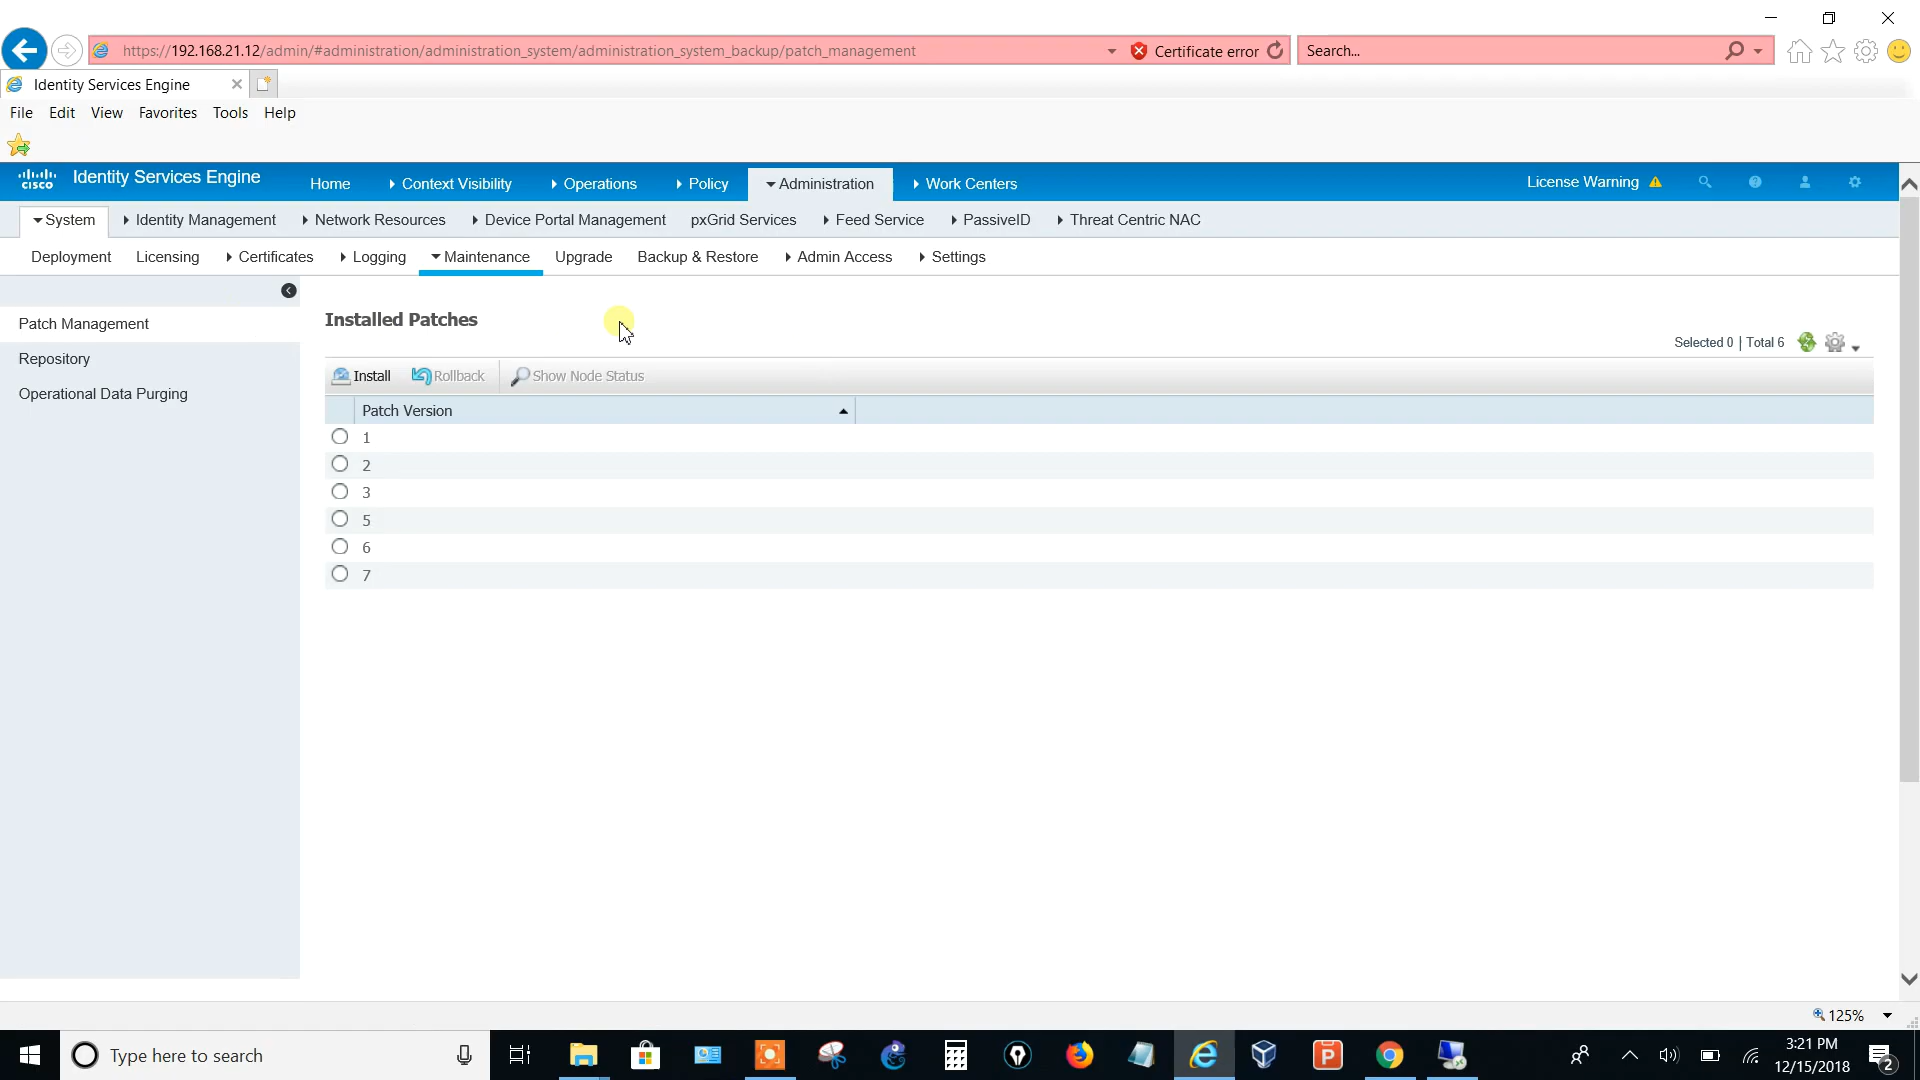 https://192.168.21.12/admin/#administration/administration_system/administration_system_backup/patch_management
Certificate error
Search...
Identity Services Engine
File Edit View Favorites Tools Help
CISCO Identity Services Engine
Home Context Visibility Operations Policy Administration Work Centers
License Warning
System Identity Management Network Resources Device Portal Management pxGrid Services Feed Service PassiveID Threat Centric NAC
Deployment Licensing Certificates Logging Maintenance Upgrade Backup & Restore Admin Access Settings
Patch Management
Repository
Operational Data Purging
Installed Patches
Selected 0 | Total 6
Install Rollback Show Node Status
Patch Version
1
2
3
5
6
7
125%
Type here to search
3:21 PM
12/15/2018
2